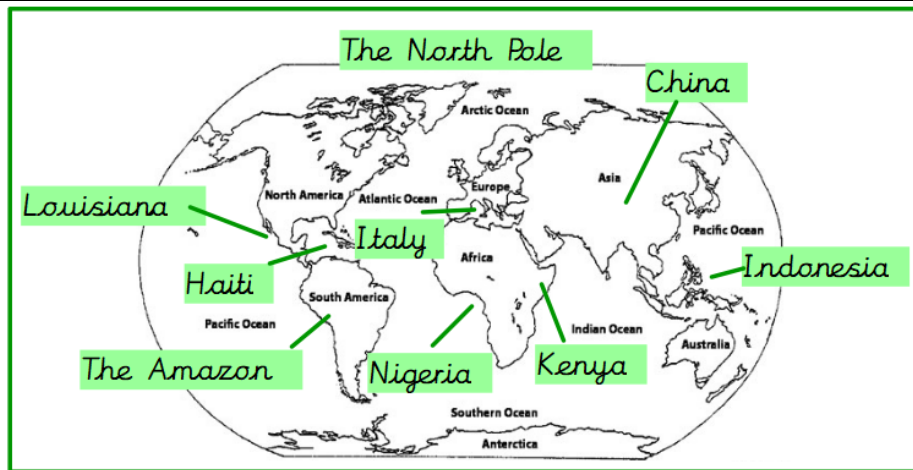 The North Pole
China
Arctic Ocean
North America
Atlantic Ocean
Europe
Asia
Louisiana
Pacific Ocean
Italy
Africa
Indonesia
Haiti
South America
Pacific Ocean
Indian Ocean
Australia
The Amazon
Nigeria
Kenya
Southern Ocean
Anterctica